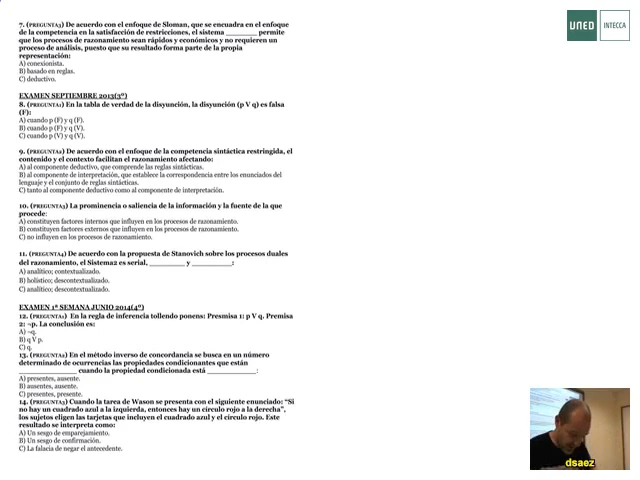 7. (PREGUNTA3) De acuerdo con el enfoque de Sloman, que se encuadra en el enfoque
de la competencia en la satisfacción de restricciones, el sistema _______ permite
que los procesos de razonamiento sean rápidos y económicos y no requieren un
proceso de análisis, puesto que su resultado forma parte de la propia
representación:
A) conexionista.
B) basado en reglas.
C) deductivo.
EXAMEN SEPTIEMBRE 2013(3º)
8. (PREGUNTA1) En la tabla de verdad de la disyunción, la disyunción (p V q) es falsa
(F):
A) cuando p (F) y q (F).
B) cuando p (F) y q (V).
C) cuando p (V) y q (V).
9. (PREGUNTA2) De acuerdo con el enfoque de la competencia sintáctica restringida, el
contenido y el contexto facilitan el razonamiento afectando:
A) al componente deductivo, que comprende las reglas sintácticas.
B) al componente de interpretación, que establece la correspondencia entre los enunciados del
lenguaje y el conjunto de reglas sintácticas.
C) tanto al componente deductivo como al componente de interpretación.
10. (PREGUNTA3) La prominencia o saliencia de la información y la fuente de la que
procede:
A) constituyen factores internos que influyen en los procesos de razonamiento.
B) constituyen factores externos que influyen en los procesos de razonamiento.
C) no influyen en los procesos de razonamiento.
11. (PREGUNTA4) De acuerdo con la propuesta de Stanovich sobre los procesos duales
del razonamiento, el Sistema2 es serial, ________ y _________:
A) analítico; contextualizado.
B) holístico; descontextualizado.
C) analítico; descontextualizado.
EXAMEN 1ª SEMANA JUNIO 2014(4º)
12. (PREGUNTA1) En la regla de inferencia tollendo ponens: Presmisa 1: p V q. Premisa
2: ¬p. La conclusión es:
A) ¬q.
B) q V p.
C) q.
13. (PREGUNTA2) En el método inverso de concordancia se busca en un número
determinado de ocurrencias las propiedades condicionantes que están
_____________ cuando la propiedad condicionada está ___________:
A) presentes, ausente.
B) ausentes, ausente.
C) presentes, presente.
14. (PREGUNTA3) Cuando la tarea de Wason se presenta con el siguiente enunciado: “Si
no hay un cuadrado azul a la izquierda, entonces hay un círculo rojo a la derecha”,
los sujetos eligen las tarjetas que incluyen el cuadrado azul y el círculo rojo. Este
resultado se interpreta como:
A) Un sesgo de emparejamiento.
B) Un sesgo de confirmación.
C) La falacia de negar el antecedente.
UNED
INTECCA
dsaez